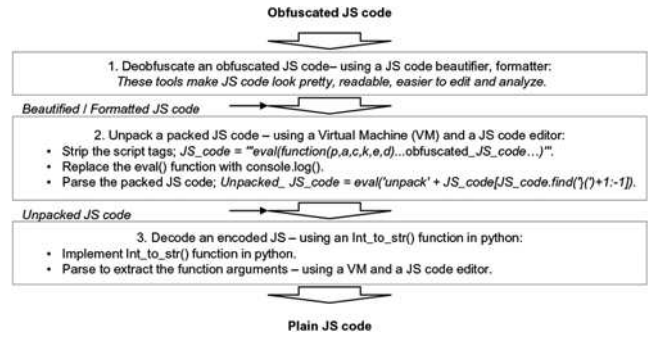 Obfuscated JS code
1. Deobfuscate an obfuscated JS code– using a JS code beautifier, formatter:
These tools make JS code look pretty, readable, easier to edit and analyze.
Beautified / Formatted JS code
2. Unpack a packed JS code – using a Virtual Machine (VM) and a JS code editor:
• Strip the script tags; JS_code = '"eval(function(p,a,c,k,e,d)...obfuscated_JS_code…)'".
• Replace the eval() function with console.log().
• Parse the packed JS code; Unpacked_ JS_code = eval('unpack' + JS_code[JS_code.find('}(')+1:-1]).
Unpacked JS code
3. Decode an encoded JS – using an Int_to_str() function in python:
• Implement Int_to_str() function in python.
• Parse to extract the function arguments – using a VM and a JS code editor.
Plain JS code